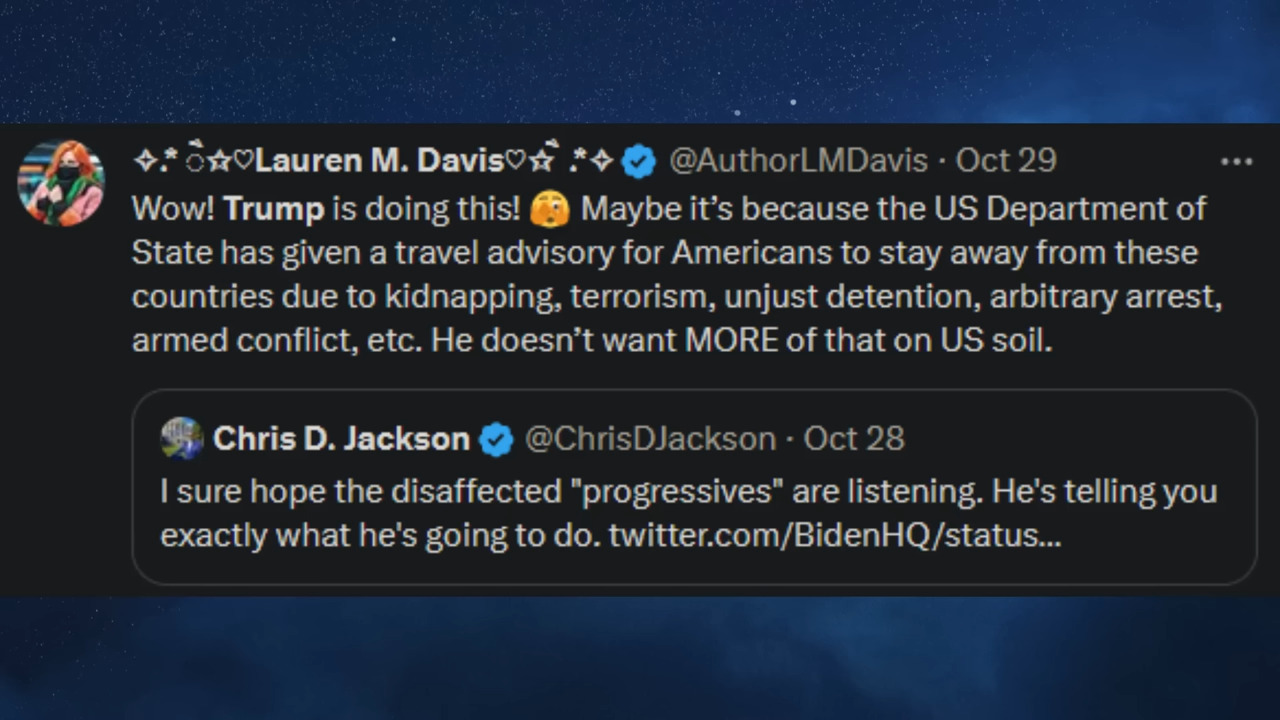 ✧.*ੈ☆♡Lauren M. Davis♡☆ੈ.*✧ @AuthorLMDavis · Oct 29
Wow! Trump is doing this! 🫣 Maybe it’s because the US Department of
State has given a travel advisory for Americans to stay away from these
countries due to kidnapping, terrorism, unjust detention, arbitrary arrest,
armed conflict, etc. He doesn’t want MORE of that on US soil.
Chris D. Jackson @ChrisDJackson · Oct 28
I sure hope the disaffected "progressives" are listening. He's telling you
exactly what he's going to do. twitter.com/BidenHQ/status...